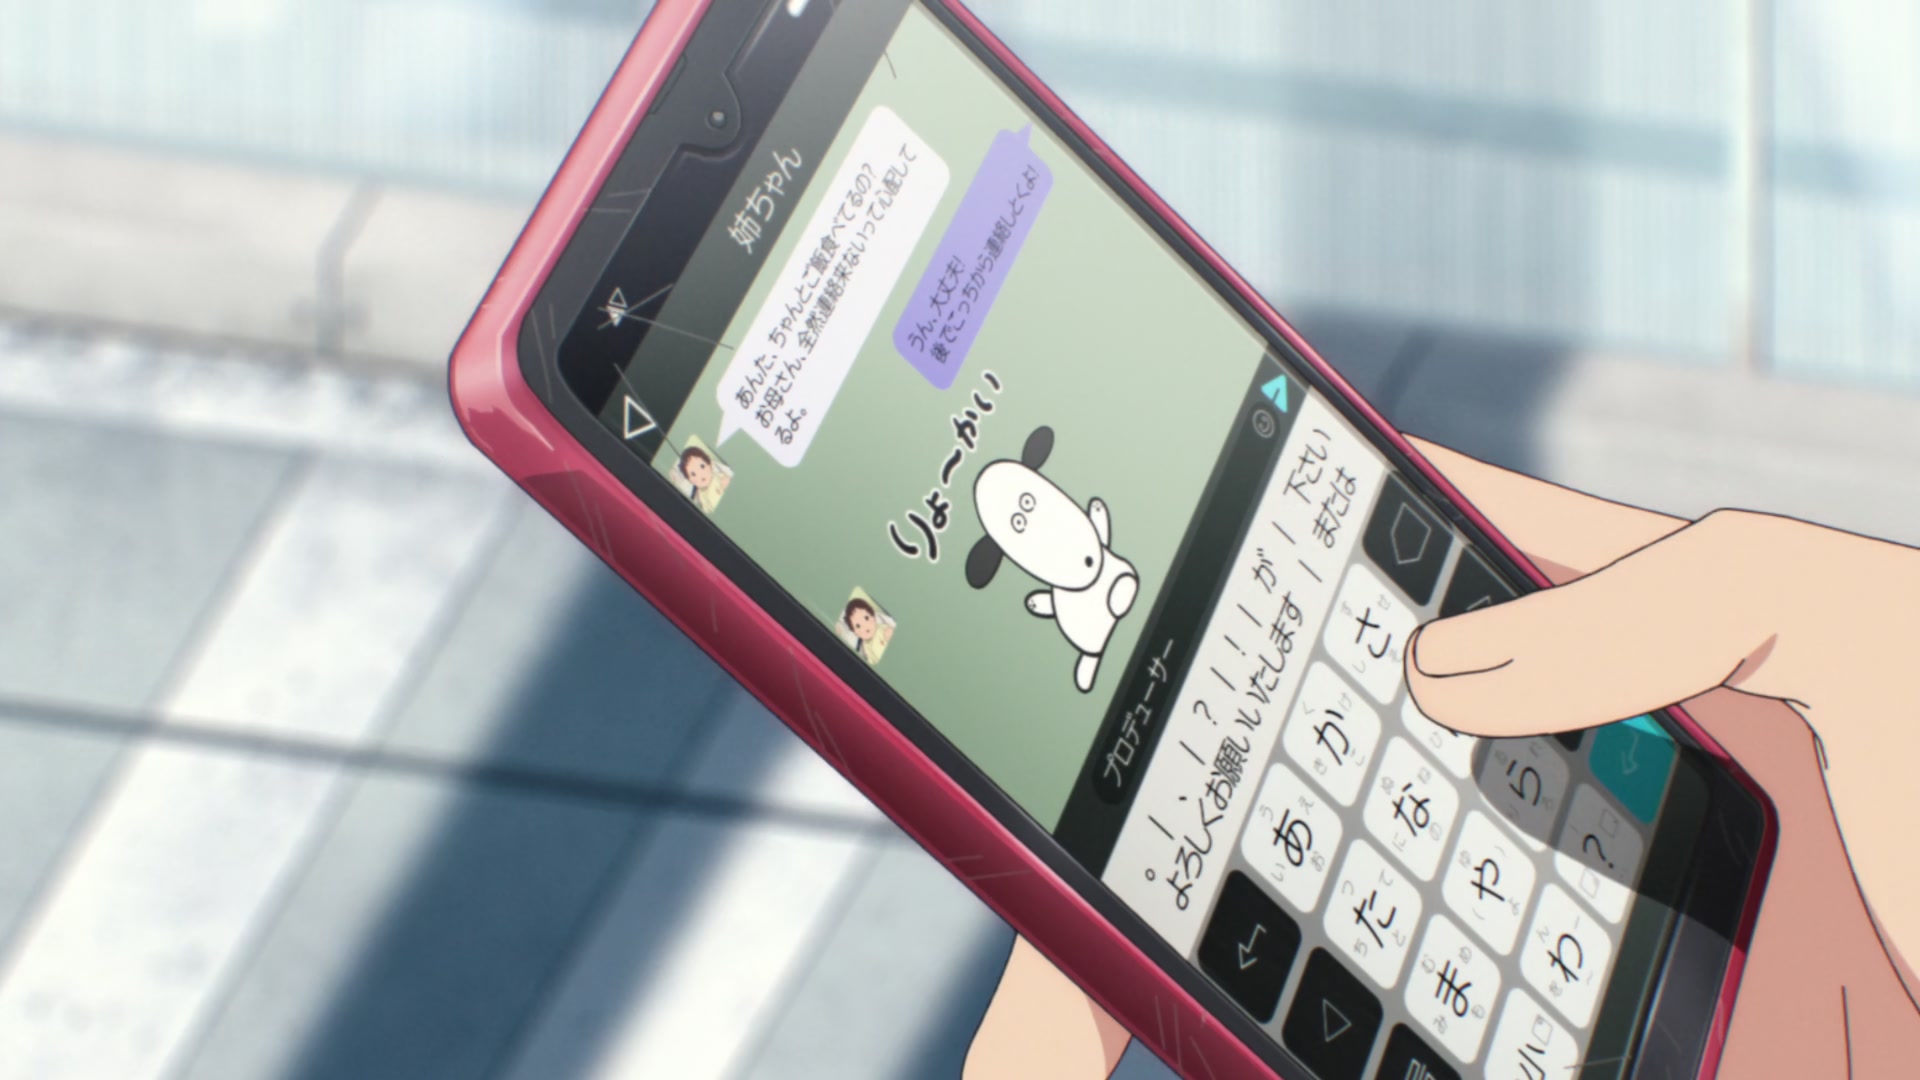 姉ちゃん
あんた、ちゃんとご飯食べてるの?
お母さん、全然連絡来ないって心配して
るよ。
うん、大丈夫!
後でこっちから連絡しとくよ!
りょ〜かい
プロデューサー
。 、 ? ! ! が 下さい
よろしくお願いいたします または
あ か さ
た な
ま や ら
小 わ ?